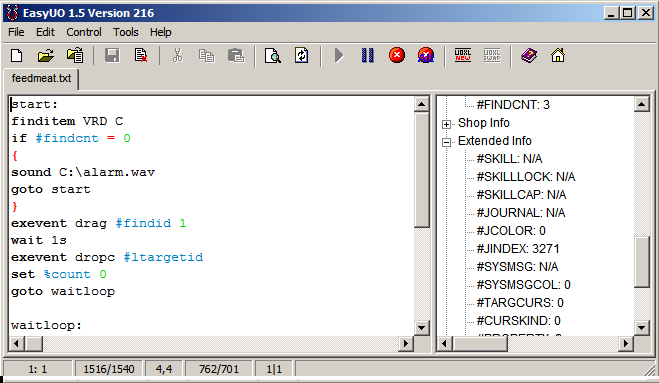 EasyUO 1.5 Version 216
File Edit Control Tools Help
UOXL NEW UOXL SWAP
feedmeat.txt
start:
finditem VRD C
if #findcnt = 0
{
sound C:\alarm.wav
goto start
}
exevent drag #findid 1
wait 1s
exevent dropc #ltargetid
set %count 0
goto waitloop
waitloop:
#FINDCNT: 3
Shop Info
Extended Info
#SKILL: N/A
#SKILLLOCK: N/A
#SKILLCAP: N/A
#JOURNAL: N/A
#JCOLOR: 0
#JINDEX: 3271
#SYSMSG: N/A
#SYSMSGCOL: 0
#TARGCURS: 0
#CURSKIND: 0
#PROPERTY: 0
1: 1 1516/1540 4,4 762/701 1|1